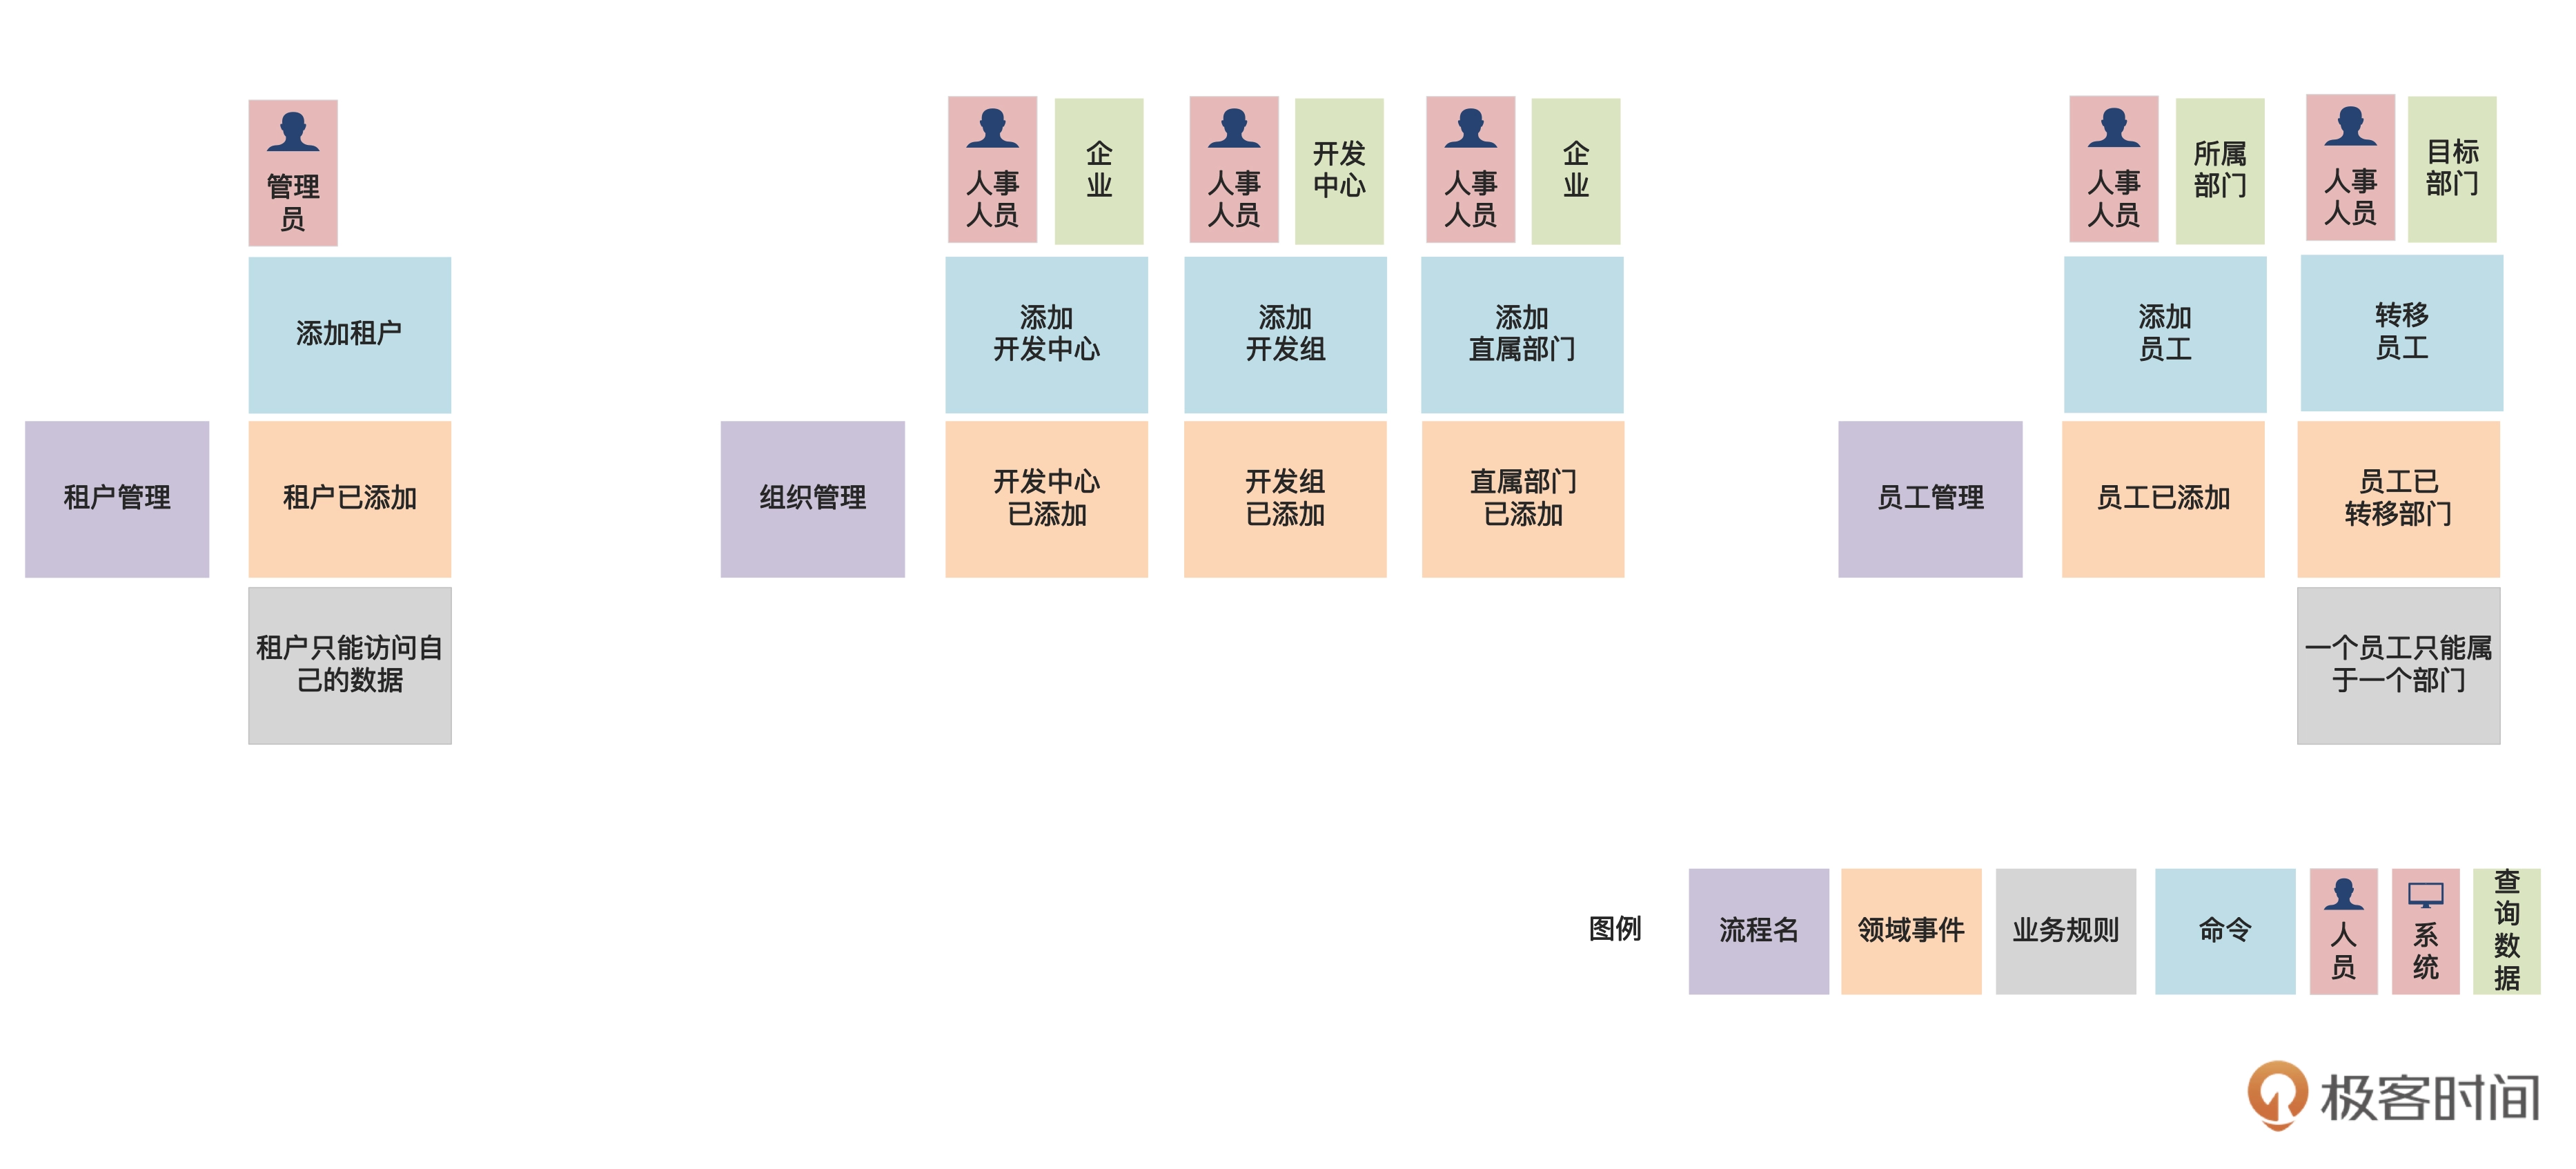 管理
员
添加租户
租户管理
租户已添加
租户只能访问自
己的数据
人事
人员
企
业
添加
开发中心
组织管理
开发中心
已添加
人事
人员
开发
中心
添加
开发组
开发组
已添加
人事
人员
企
业
添加
直属部门
直属部门
已添加
人事
人员
所属
部门
添加
员工
员工管理
员工已添加
人事
人员
目标
部门
转移
员工
员工已
转移部门
一个员工只能属
于一个部门
图例
流程名
领域事件
业务规则
命令
人
员
系
统
查
询
数
据
极客时间